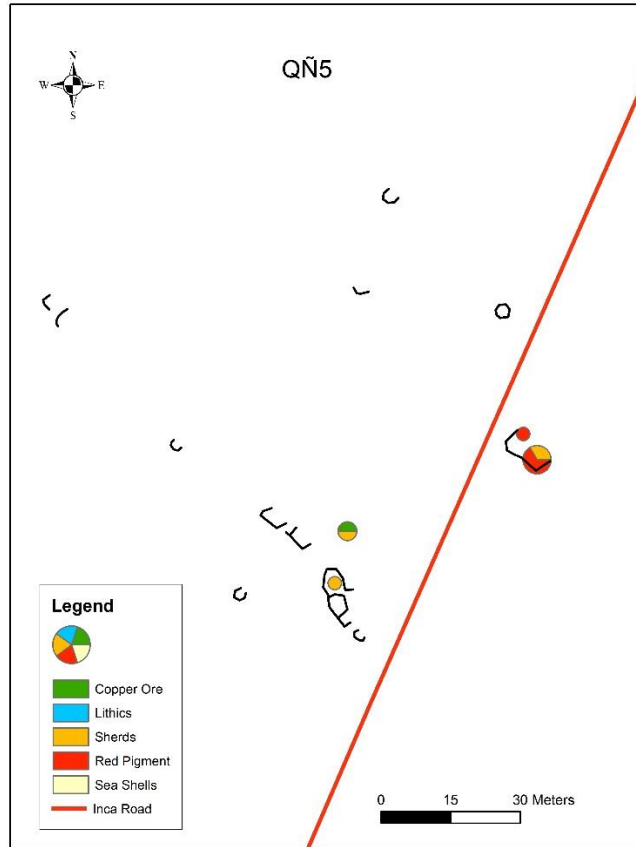 QÑ5
N
W E
S
Legend
Copper Ore
Lithics
Sherds
Red Pigment
Sea Shells
Inca Road
0 15 30 Meters